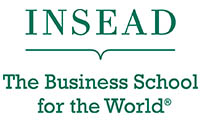 INSEAD
The Business School
for the World®